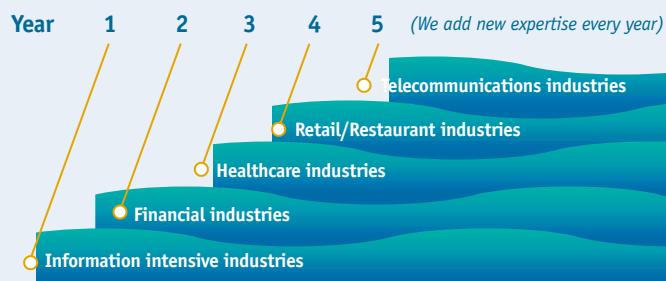 Year 1 2 3 4 5 (We add new expertise every year)
Telecommunications industries
Retail/Restaurant industries
Healthcare industries
Financial industries
Information intensive industries